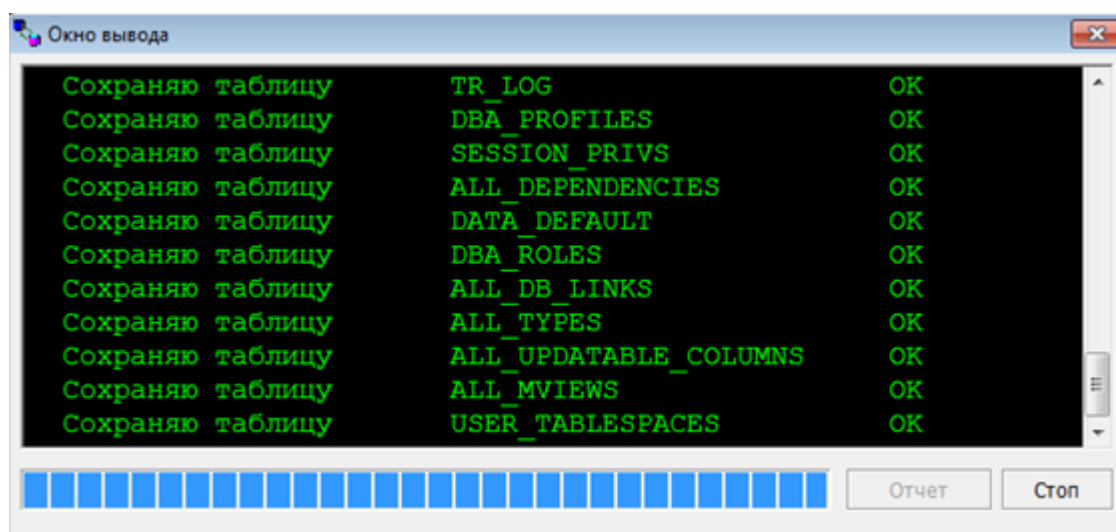 Окно вывода
Сохраняю таблицу TR_LOG OK
Сохраняю таблицу DBA_PROFILES OK
Сохраняю таблицу SESSION_PRIVS OK
Сохраняю таблицу ALL_DEPENDENCIES OK
Сохраняю таблицу DATA_DEFAULT OK
Сохраняю таблицу DBA_ROLES OK
Сохраняю таблицу ALL_DB_LINKS OK
Сохраняю таблицу ALL_TYPES OK
Сохраняю таблицу ALL_UPDATABLE_COLUMNS OK
Сохраняю таблицу ALL_MVIEWS OK
Сохраняю таблицу USER_TABLESPACES OK
Отчет Стоп